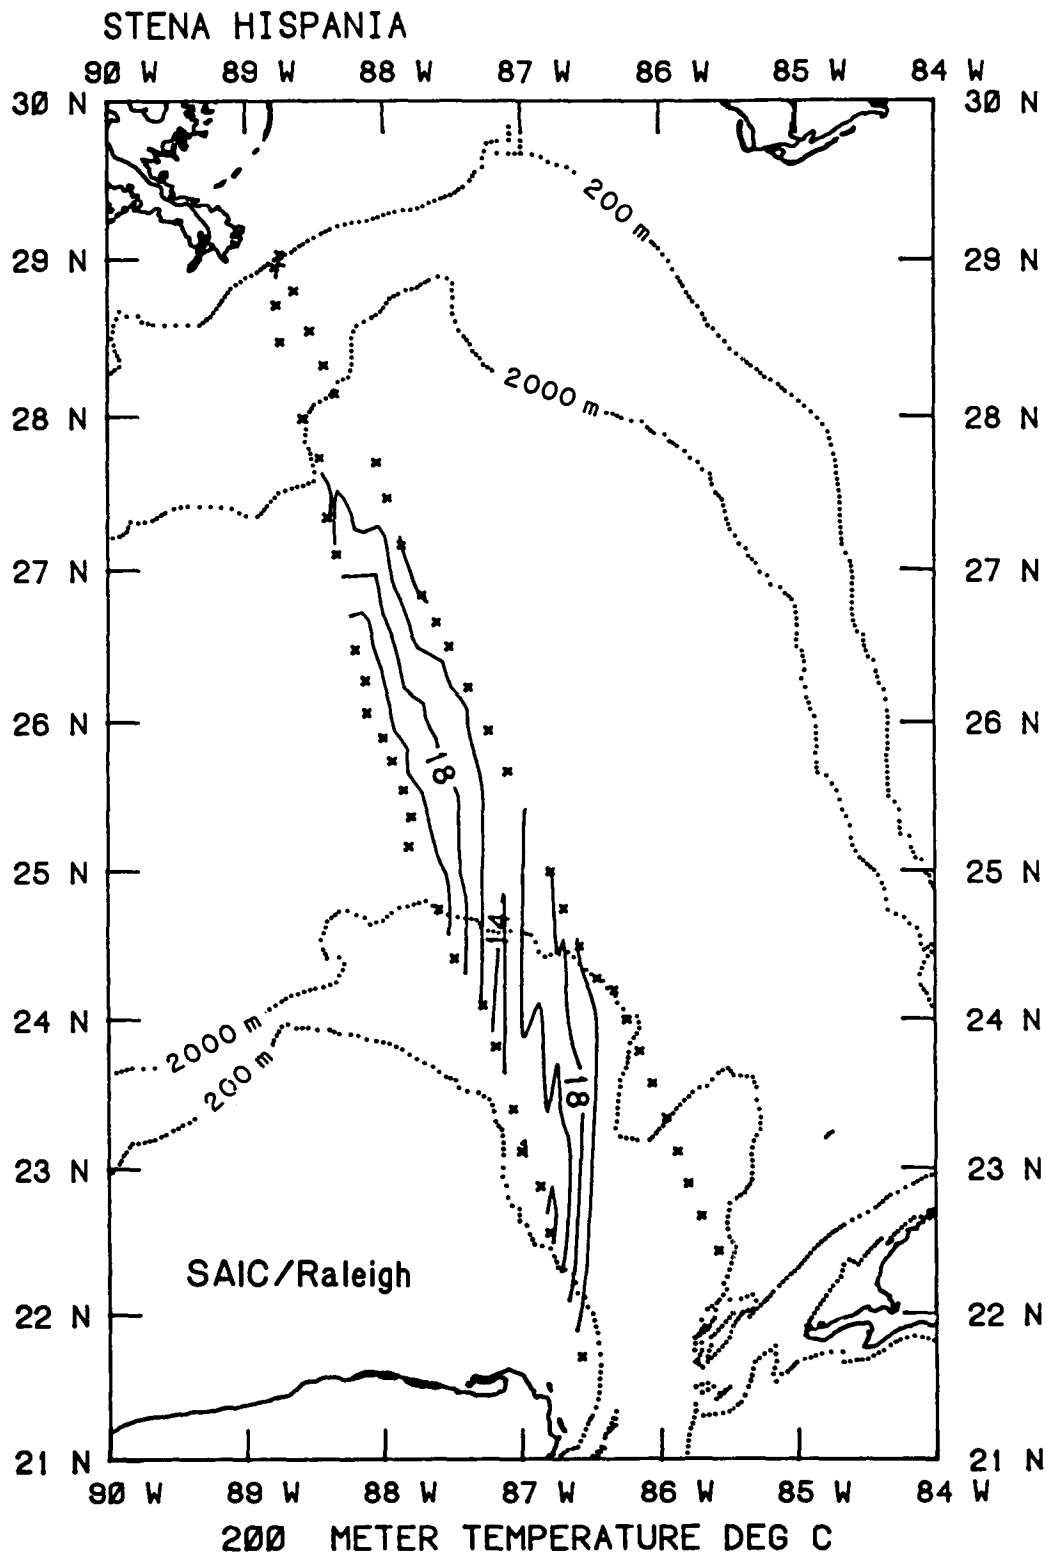 STENA HISPANIA
90 W 89 W 88 W 87 W 86 W 85 W 84 W
30 N 30 N
200 m
29 N 29 N
2000 m
28 N 28 N
27 N 27 N
26 N 26 N
18
25 N 25 N
14
24 N 24 N
2000 m
200 m
18
23 N 23 N
SAIC/Raleigh
22 N 22 N
21 N 21 N
90 W 89 W 88 W 87 W 86 W 85 W 84 W
200 METER TEMPERATURE DEG C